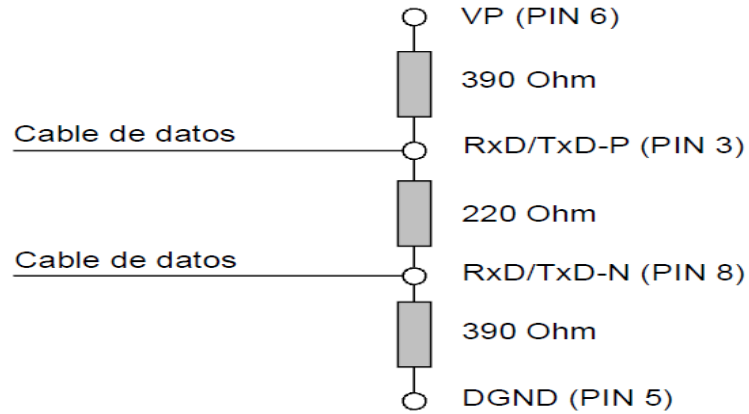 VP (PIN 6)
390 Ohm
Cable de datos
RxD/TxD-P (PIN 3)
220 Ohm
Cable de datos
RxD/TxD-N (PIN 8)
390 Ohm
DGND (PIN 5)